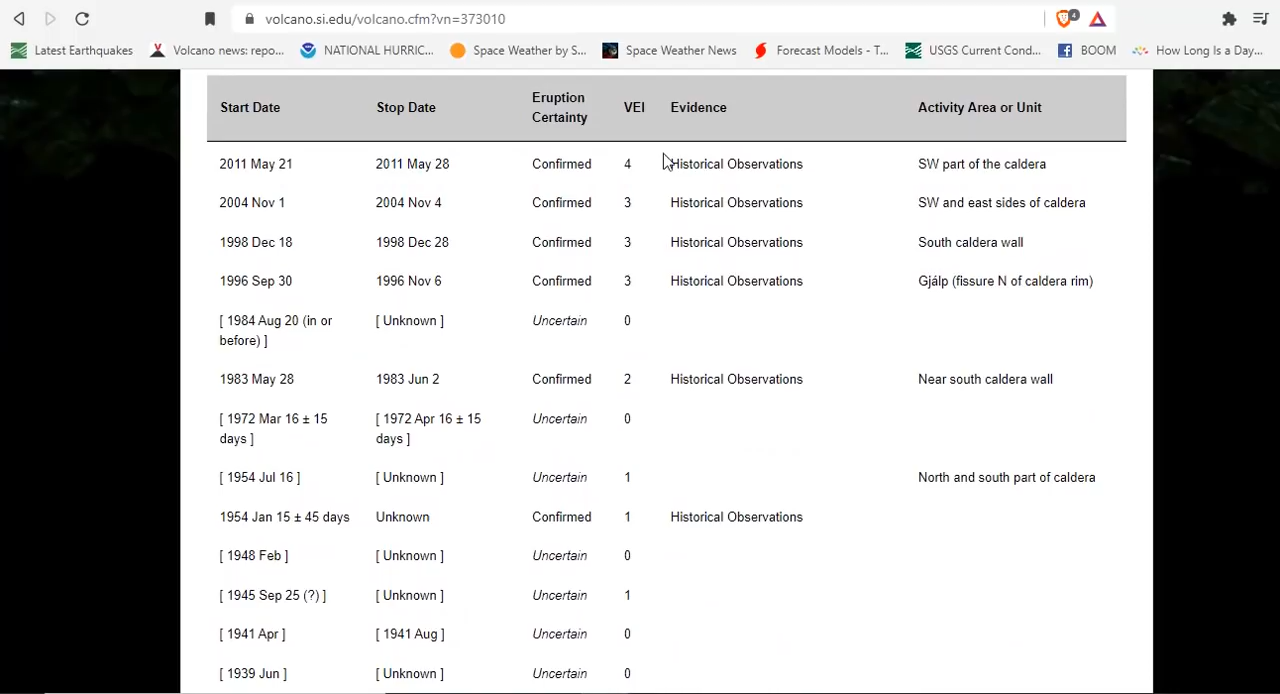 volcano.si.edu/volcano.cfm?vn=373010
4
Latest Earthquakes Volcano news: repo... NATIONAL HURRIC... Space Weather by S... Space Weather News Forecast Models - T... USGS Current Cond... BOOM How Long Is a Day...
Start Date Stop Date Eruption Certainty VEI Evidence Activity Area or Unit
2011 May 21 2011 May 28 Confirmed 4 Historical Observations SW part of the caldera
2004 Nov 1 2004 Nov 4 Confirmed 3 Historical Observations SW and east sides of caldera
1998 Dec 18 1998 Dec 28 Confirmed 3 Historical Observations South caldera wall
1996 Sep 30 1996 Nov 6 Confirmed 3 Historical Observations Gjálp (fissure N of caldera rim)
[ 1984 Aug 20 (in or before) ] [ Unknown ] Uncertain 0
1983 May 28 1983 Jun 2 Confirmed 2 Historical Observations Near south caldera wall
[ 1972 Mar 16 ± 15 days ] [ 1972 Apr 16 ± 15 days ] Uncertain 0
[ 1954 Jul 16 ] [ Unknown ] Uncertain 1 North and south part of caldera
1954 Jan 15 ± 45 days Unknown Confirmed 1 Historical Observations
[ 1948 Feb ] [ Unknown ] Uncertain 0
[ 1945 Sep 25 (?) ] [ Unknown ] Uncertain 1
[ 1941 Apr ] [ 1941 Aug ] Uncertain 0
[ 1939 Jun ] [ Unknown ] Uncertain 0